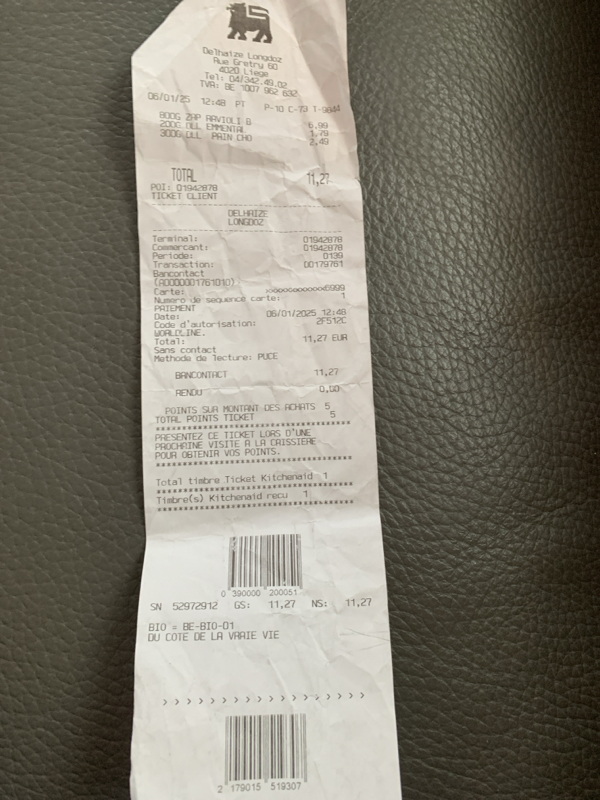 Delhaize Longdoz
Rue Gretry 60
4020 Liege
Tel: 04/342.49.02
TVA: BE 1007 962 632
06/01/25 12:48 PT P-10 C-73 T-9844
800G ZAP RAVIOLI B 6,99
200G DLL EMMENTAL 1,79
300G DLL PAIN CHO 2,49
TOTAL 11,27
POI: 01942878
TICKET CLIENT
DELHAIZE
LONGDOZ
Terminal: 01942878
Commercant: 01942878
Periode: 0139
Transaction: 00179761
Bancontact
(A0000001761010)
Carte: xxxxxxxxxxxx6999
Numero de sequence carte: 1
PAIEMENT
Date: 06/01/2025 12:48
Code d'autorisation: 2F512C
WORLDLINE.
Total: 11,27 EUR
Sans contact
Methode de lecture: PUCE
BANCONTACT 11,27
RENDU 0,00
POINTS SUR MONTANT DES ACHATS 5
TOTAL POINTS TICKET 5
****************************************
PRESENTEZ CE TICKET LORS D'UNE
PROCHAINE VISITE A LA CAISSIERE
POUR OBTENIR VOS POINTS.
****************************************
Total timbre Ticket Kitchenaid 1
****************************************
Timbre(s) Kitchenaid recu 1
****************************************
0 390000 200051
SN 52972912 GS: 11,27 NS: 11,27
BIO = BE-BIO-01
DU COTE DE LA VRAIE VIE
> > > > > > > > > > > > > > > > > >
2 179015 519307